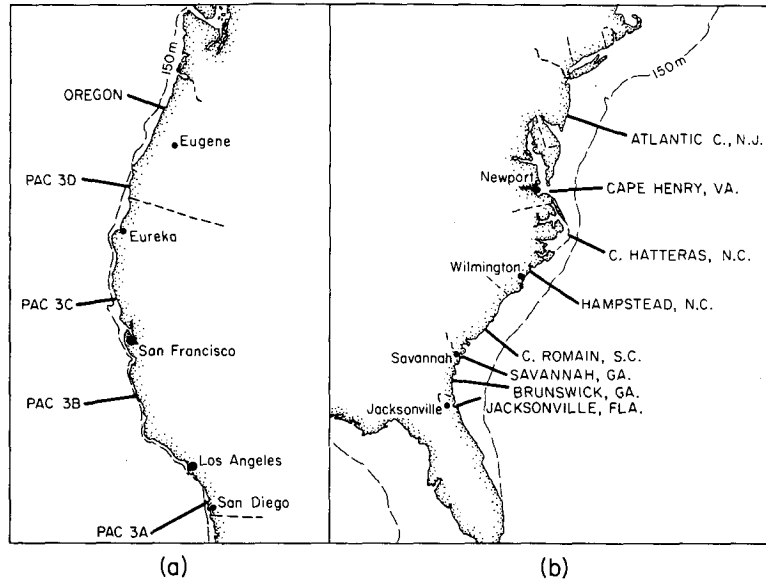 150m
OREGON
Eugene
PAC 3D
Eureka
PAC 3C
San Francisco
PAC 3B
Los Angeles
San Diego
PAC 3A
(a)
150m
ATLANTIC C., N.J.
Newport
CAPE HENRY, VA.
C. HATTERAS, N.C.
Wilmington
HAMPSTEAD, N.C.
C. ROMAIN, S.C.
Savannah
SAVANNAH, GA.
BRUNSWICK, GA.
Jacksonville
JACKSONVILLE, FLA.
(b)